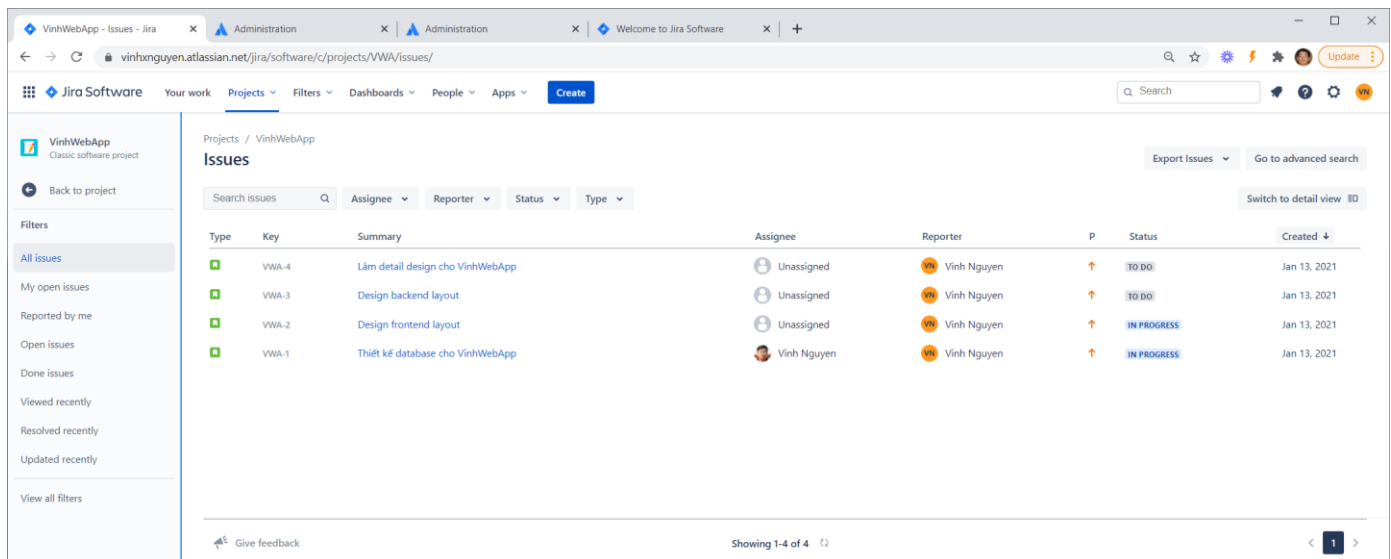 VinhWebApp - Issues - Jira Administration Administration Welcome to Jira Software
vinhxnguyen.atlassian.net/jira/software/c/projects/VWA/issues/ Update
Jira Software Your work Projects Filters Dashboards People Apps Create Search VN
VinhWebApp
Classic software project
Back to project
Filters
All issues
My open issues
Reported by me
Open issues
Done issues
Viewed recently
Resolved recently
Updated recently
View all filters
Projects / VinhWebApp
Issues
Export Issues Go to advanced search
Search issues Assignee Reporter Status Type Switch to detail view
Type Key Summary Assignee Reporter P Status Created
VWA-4 Làm detail design cho VinhWebApp Unassigned VN Vinh Nguyen TO DO Jan 13, 2021
VWA-3 Design backend layout Unassigned VN Vinh Nguyen TO DO Jan 13, 2021
VWA-2 Design frontend layout Unassigned VN Vinh Nguyen IN PROGRESS Jan 13, 2021
VWA-1 Thiết kế database cho VinhWebApp Vinh Nguyen VN Vinh Nguyen IN PROGRESS Jan 13, 2021
Give feedback Showing 1-4 of 4 1